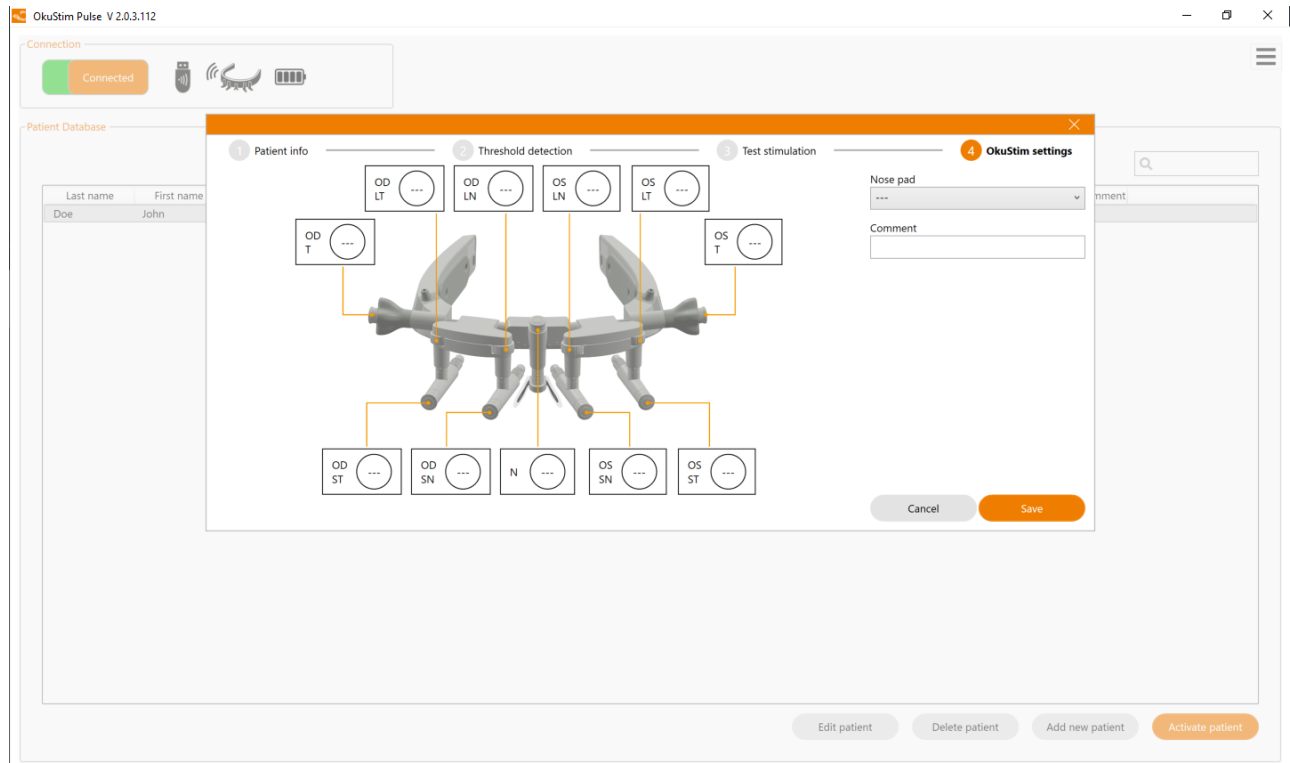 OkuStim Pulse V 2.0.3.112
Connection
Connected
Patient Database
1 Patient info
2 Threshold detection
3 Test stimulation
4 OkuStim settings
Last name First name
mment
Doe John
OD LT ---
OD LN ---
OS LN ---
OS LT ---
OD T ---
OS T ---
OD ST ---
OD SN ---
N ---
OS SN ---
OS ST ---
Nose pad
---
Comment
Cancel Save
Edit patient Delete patient Add new patient Activate patient